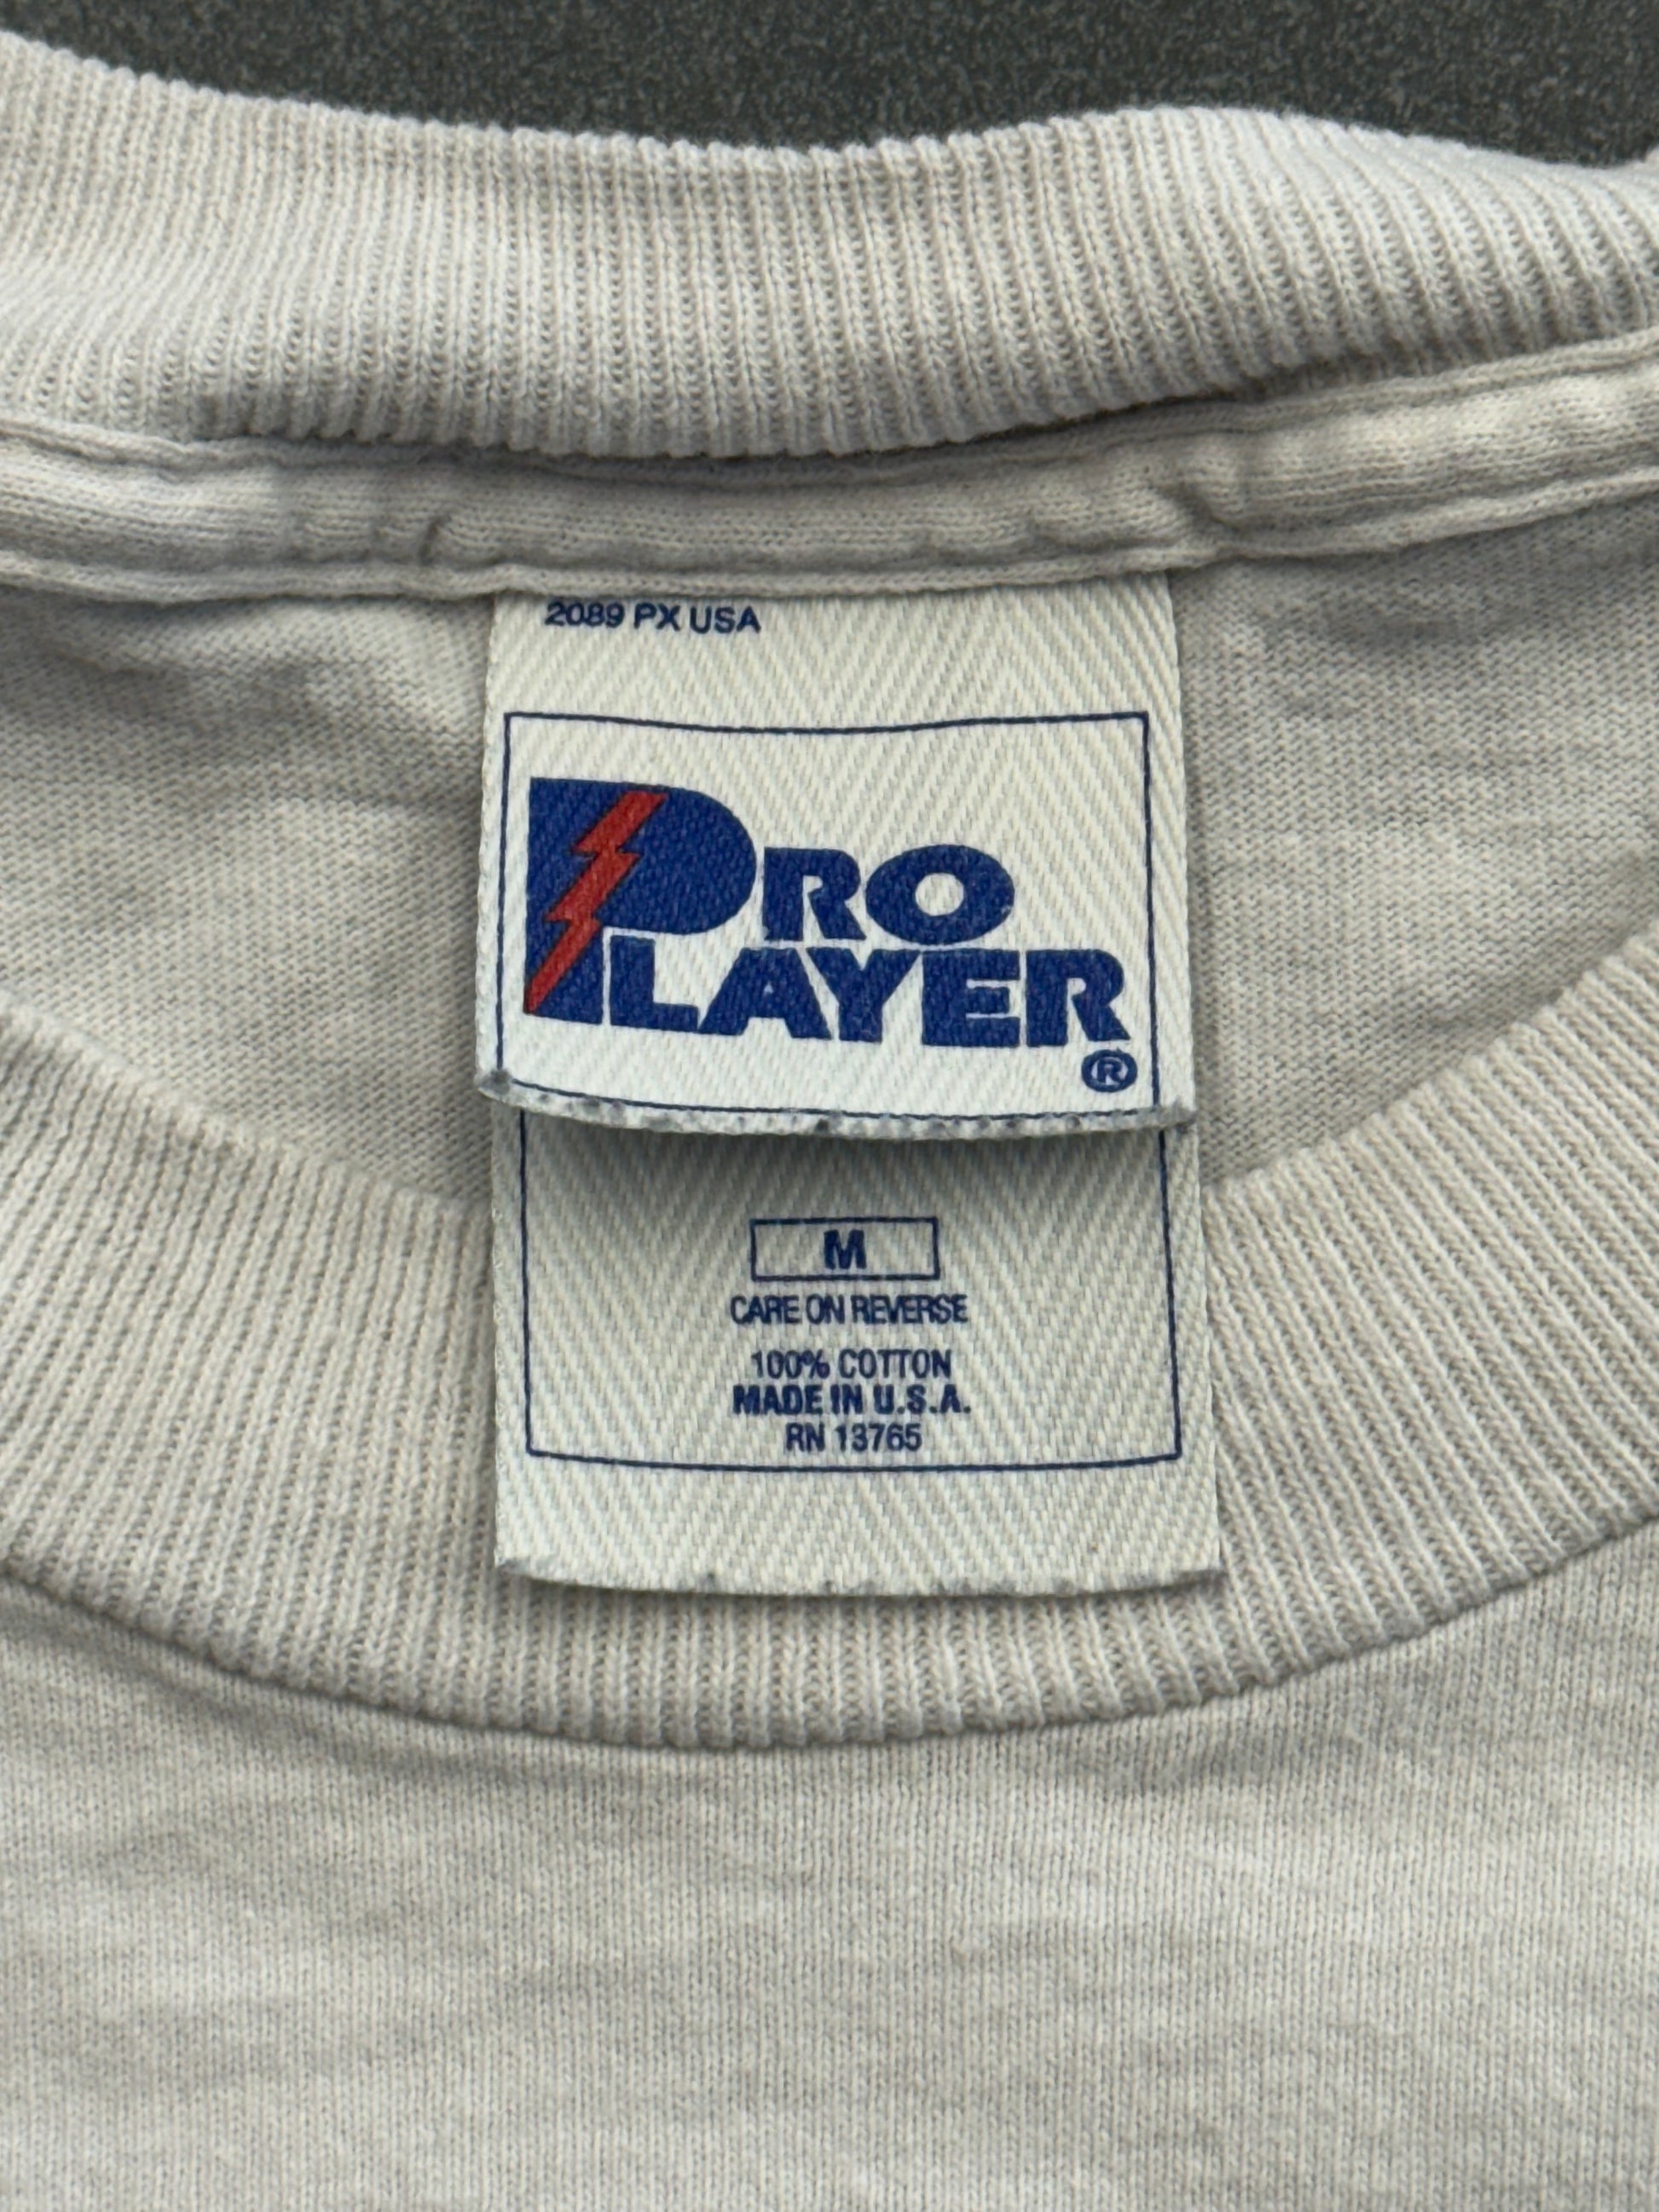 2089 PX USA
PRO
PLAYER®
M
CARE ON REVERSE
100% COTTON
MADE IN U.S.A.
RN 13765